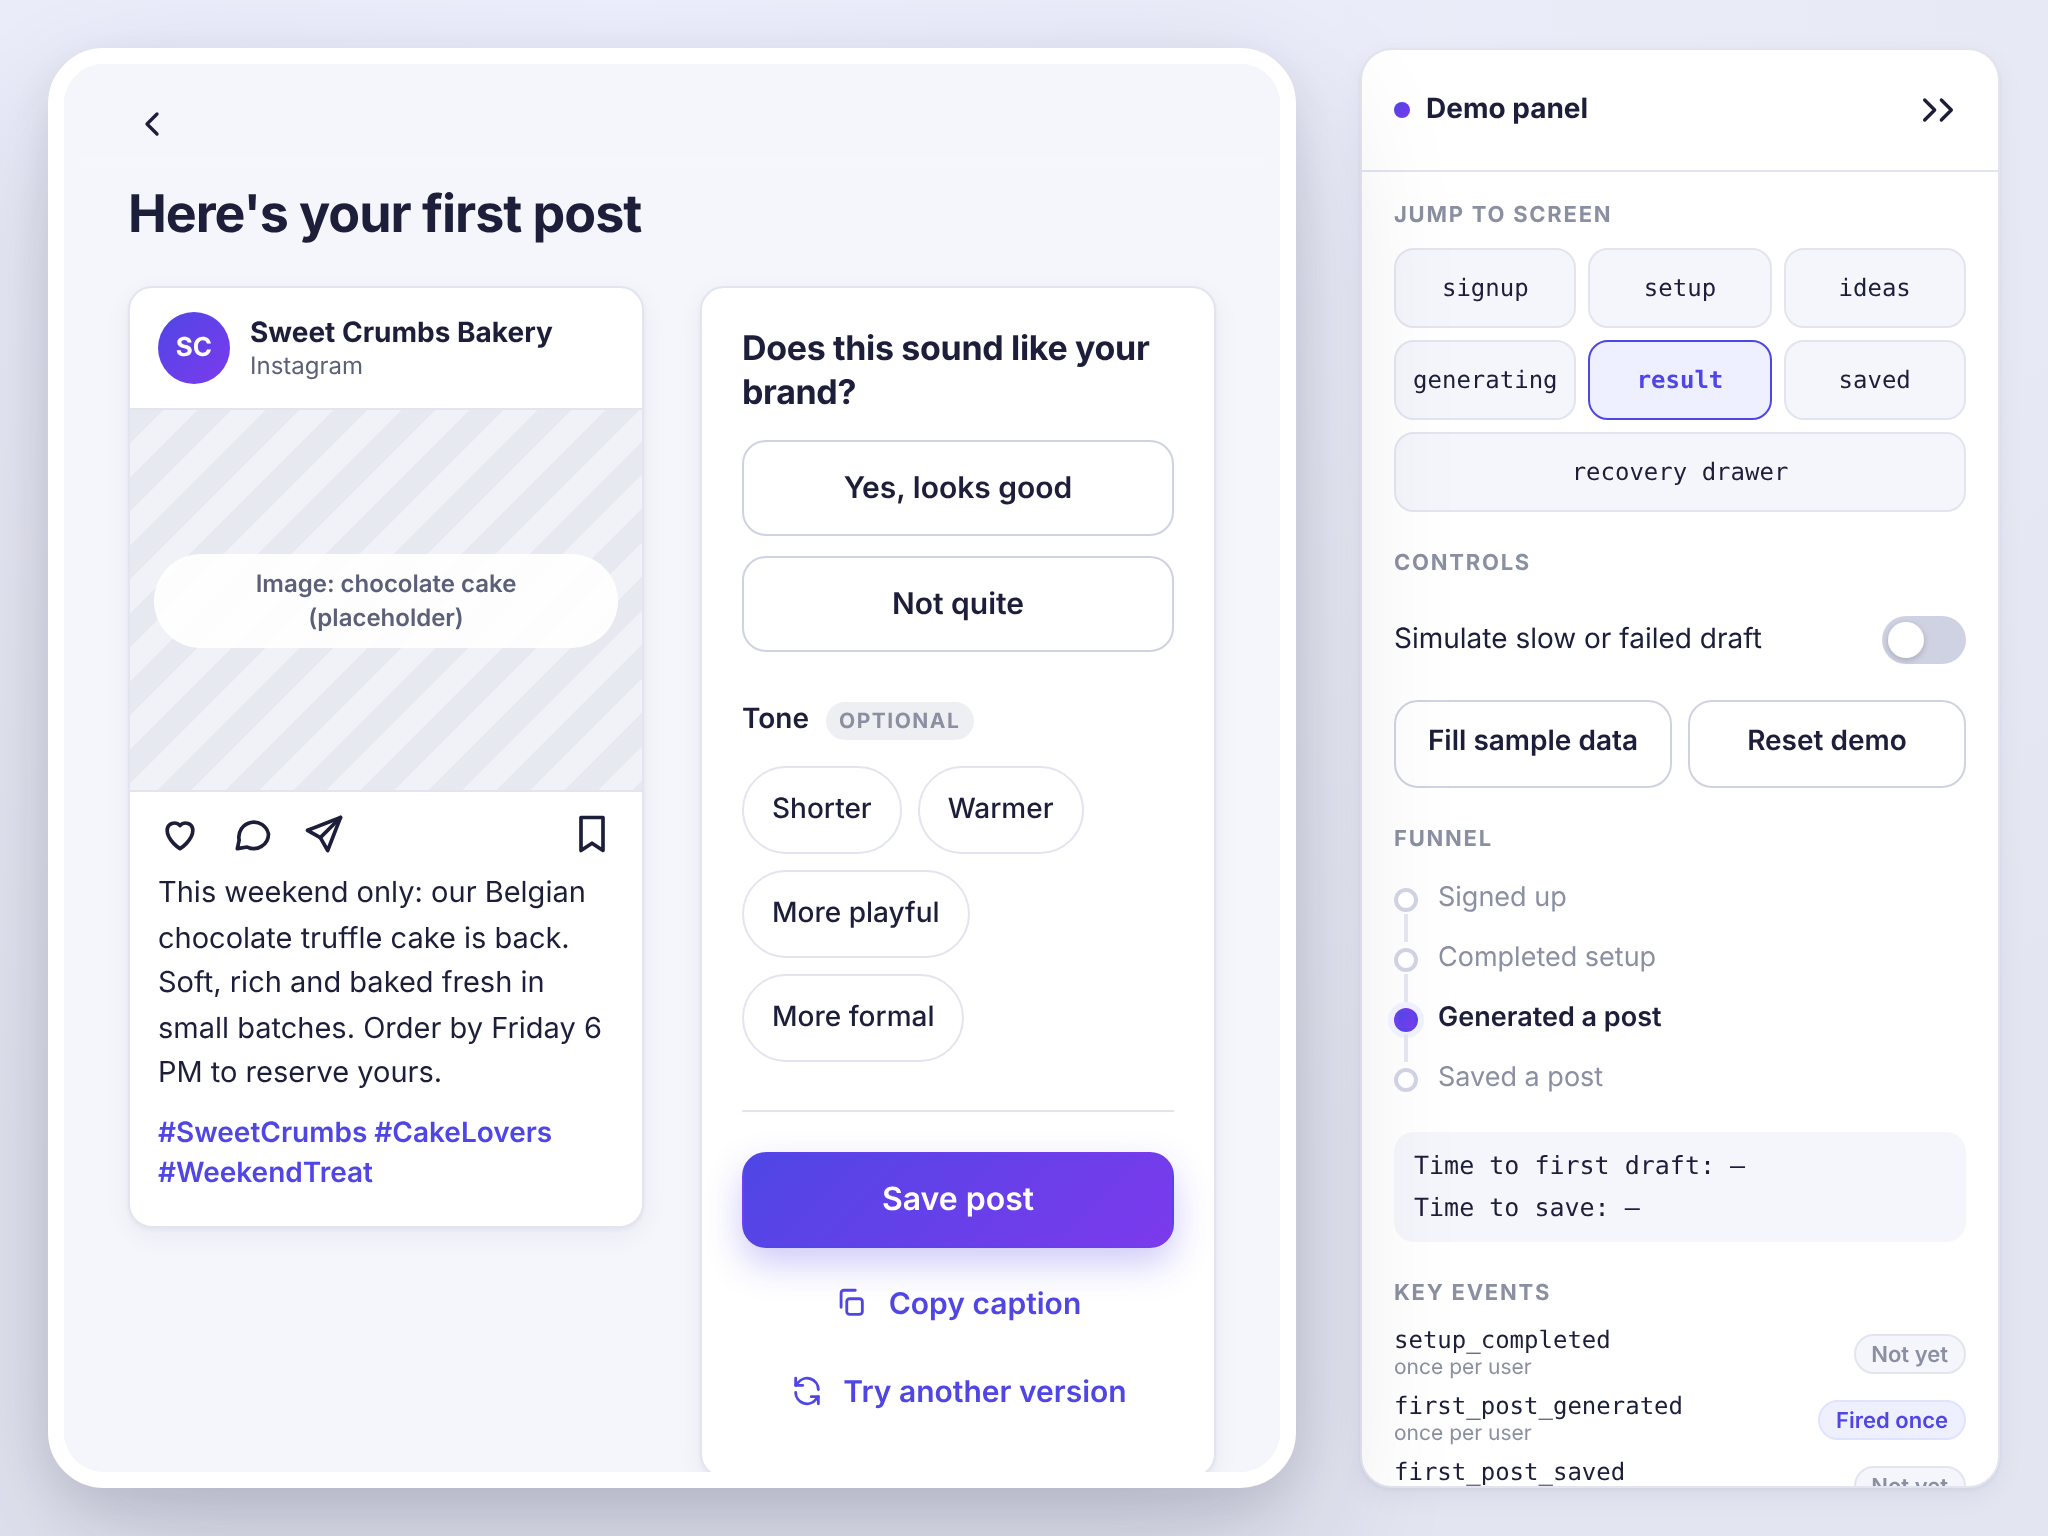 Here's your first post
SC
Sweet Crumbs Bakery
Instagram
Image: chocolate cake
(placeholder)
This weekend only: our Belgian
chocolate truffle cake is back.
Soft, rich and baked fresh in
small batches. Order by Friday 6
PM to reserve yours.
#SweetCrumbs #CakeLovers
#WeekendTreat
Does this sound like your
brand?
Yes, looks good
Not quite
Tone OPTIONAL
Shorter Warmer
More playful
More formal
Save post
Copy caption
Try another version
Demo panel
JUMP TO SCREEN
signup setup ideas
generating result saved
recovery drawer
CONTROLS
Simulate slow or failed draft
Fill sample data Reset demo
FUNNEL
Signed up
Completed setup
Generated a post
Saved a post
Time to first draft: —
Time to save: —
KEY EVENTS
setup_completed
once per user
Not yet
first_post_generated
once per user
Fired once
first_post_saved
Not yet